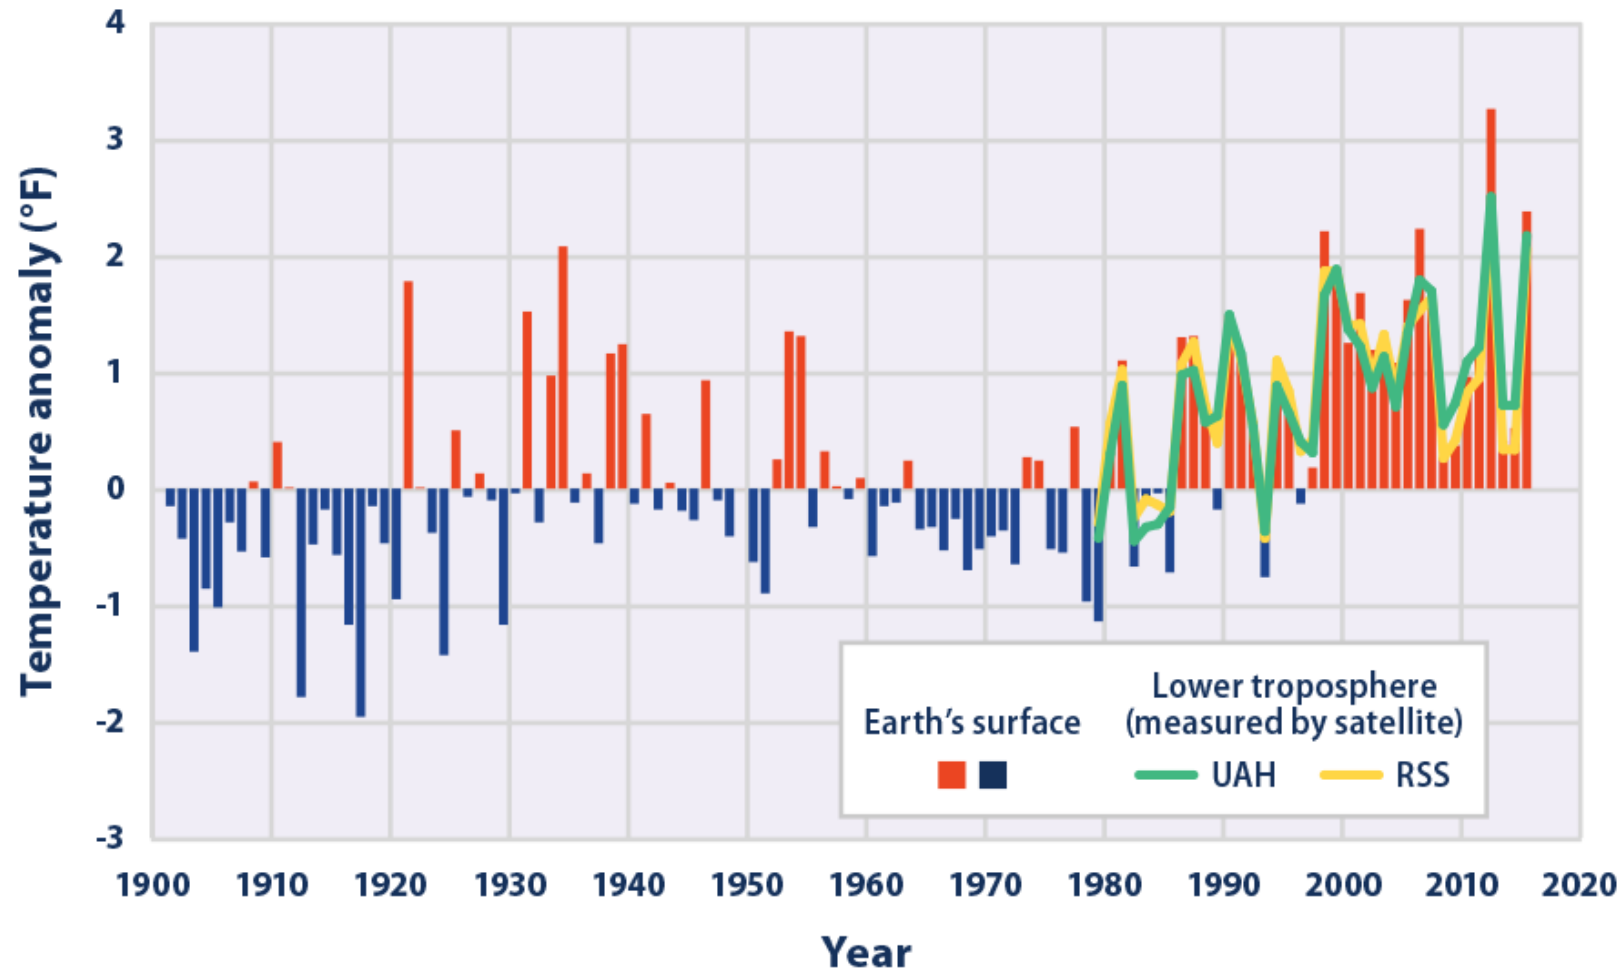 Temperature anomaly (°F)
4
3
2
1
0
-1
-2
-3
Earth's surface
Lower troposphere
(measured by satellite)
UAH
RSS
1900 1910 1920 1930 1940 1950 1960 1970 1980 1990 2000 2010 2020
Year